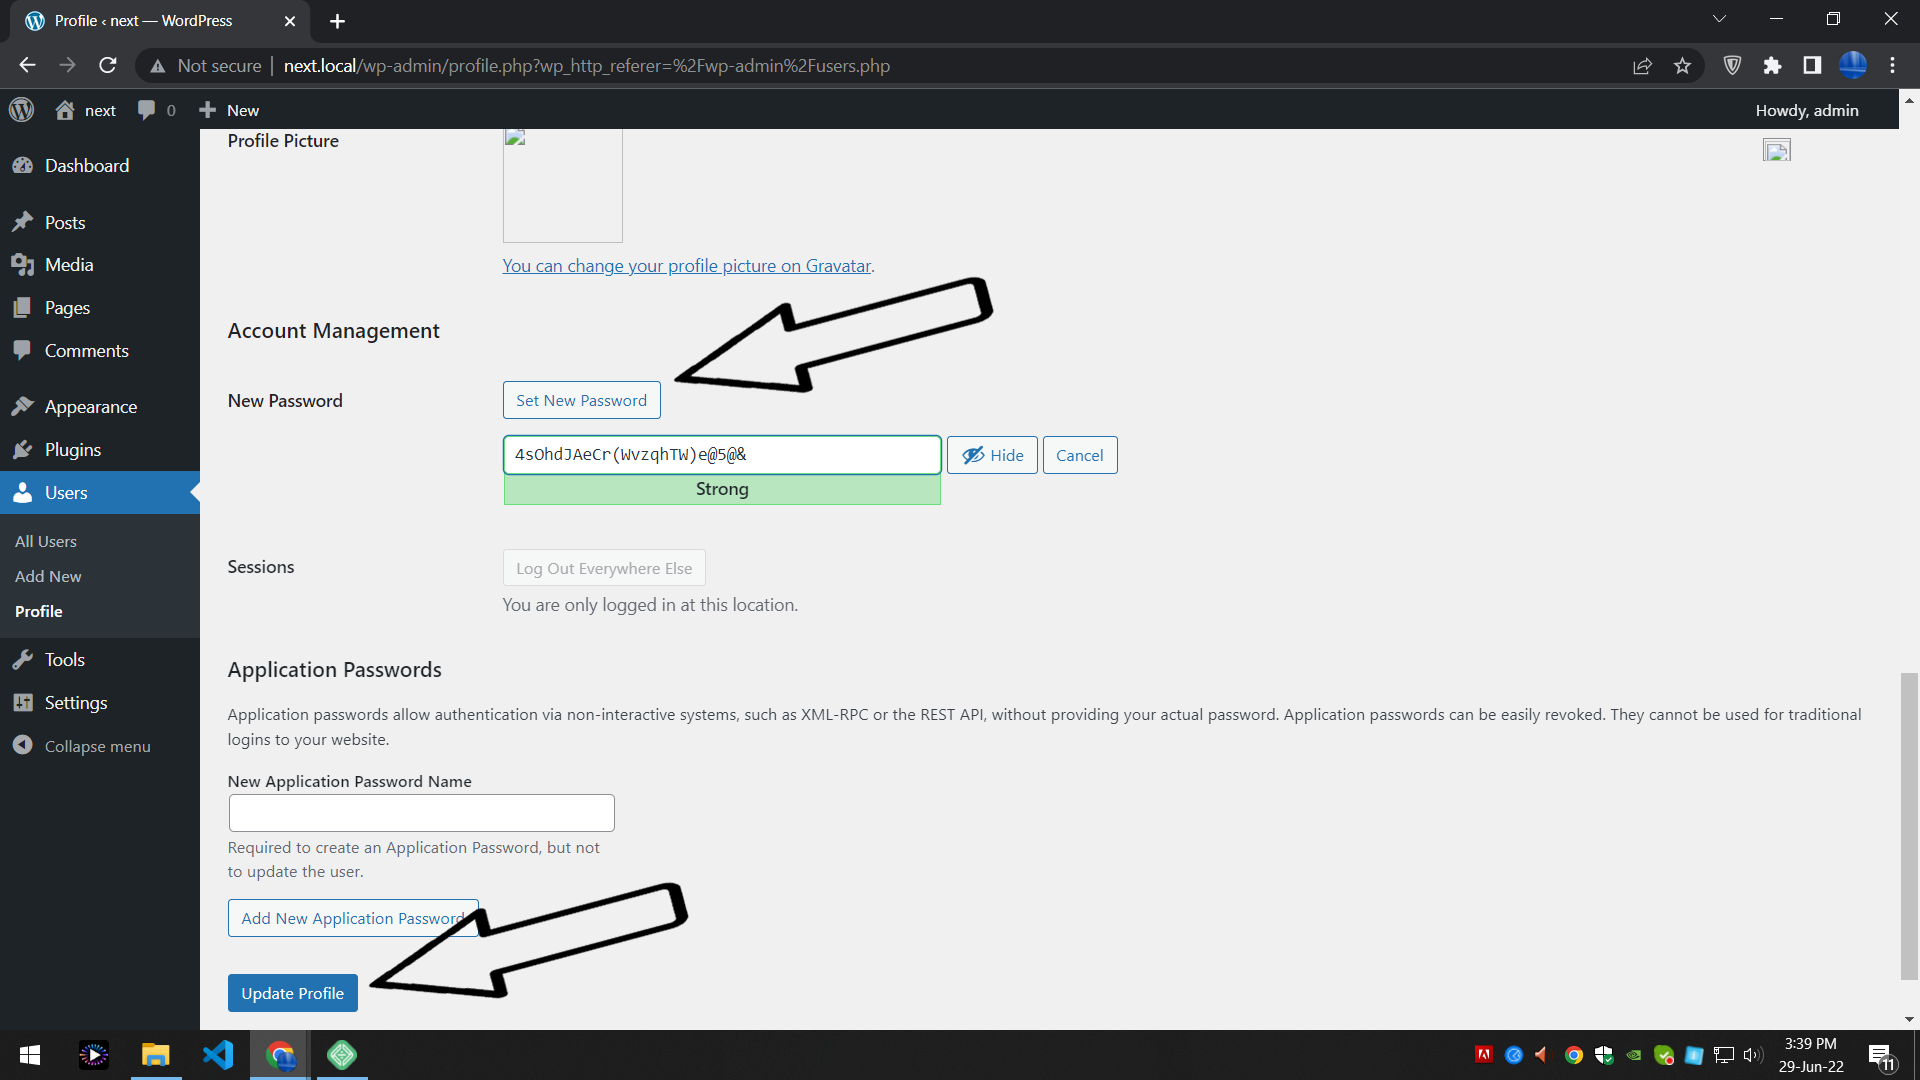 Profile ‹ next — WordPress
Not secure
next.local/wp-admin/profile.php?wp_http_referer=%2Fwp-admin%2Fusers.php
next
0
New
Howdy, admin
Dashboard
Posts
Media
Pages
Comments
Appearance
Plugins
Users
All Users
Add New
Profile
Tools
Settings
Collapse menu
Profile Picture
You can change your profile picture on Gravatar.
Account Management
New Password
Set New Password
4sOhdJAeCr(WvzqhTW)e@5@&
Hide
Cancel
Strong
Sessions
Log Out Everywhere Else
You are only logged in at this location.
Application Passwords
Application passwords allow authentication via non-interactive systems, such as XML-RPC or the REST API, without providing your actual password. Application passwords can be easily revoked. They cannot be used for traditional
logins to your website.
New Application Password Name
Required to create an Application Password, but not
to update the user.
Add New Application Password
Update Profile
3:39 PM
29-Jun-22
11